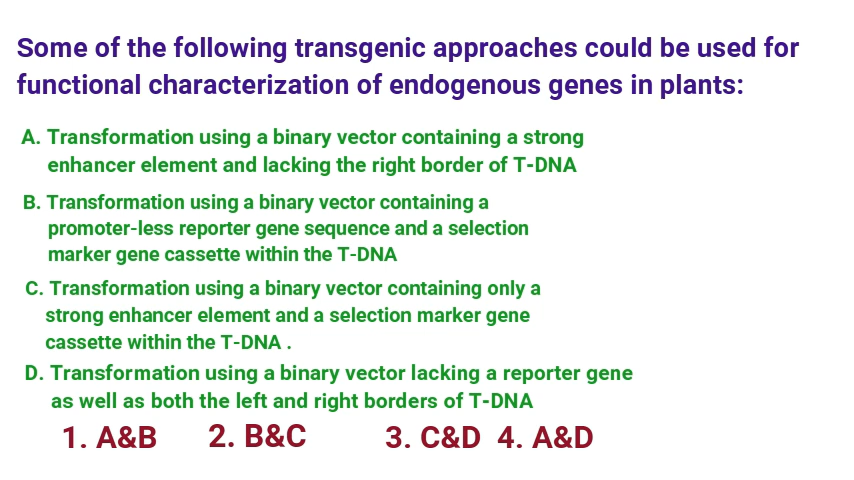 Some of the following transgenic approaches could be used for
functional characterization of endogenous genes in plants:
A. Transformation using a binary vector containing a strong
enhancer element and lacking the right border of T-DNA
B. Transformation using a binary vector containing a
promoter-less reporter gene sequence and a selection
marker gene cassette within the T-DNA
C. Transformation using a binary vector containing only a
strong enhancer element and a selection marker gene
cassette within the T-DNA .
D. Transformation using a binary vector lacking a reporter gene
as well as both the left and right borders of T-DNA
1. A&B 2. B&C 3. C&D 4. A&D